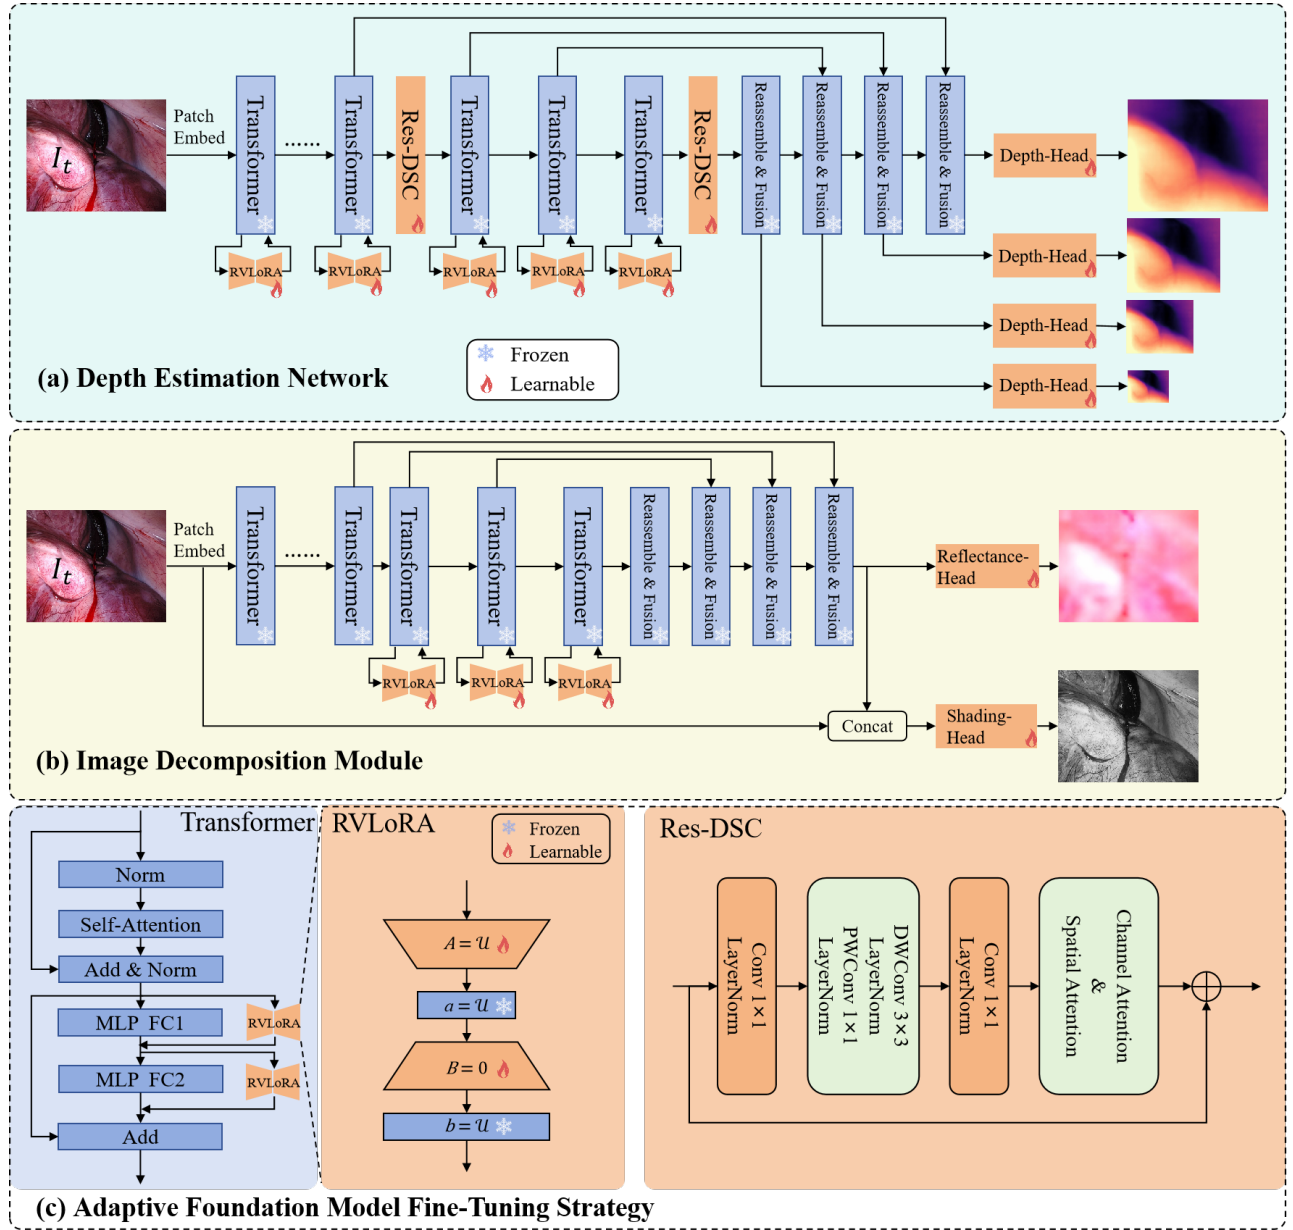 Patch
Embed
I_t
Transformer
......
Transformer
Res-DSC
Transformer
Transformer
Transformer
Res-DSC
Reassemble & Fusion
Reassemble & Fusion
Reassemble & Fusion
Reassemble & Fusion
Depth-Head
Depth-Head
Depth-Head
Depth-Head
RVLoRA
RVLoRA
RVLoRA
RVLoRA
RVLoRA
Frozen
Learnable
(a) Depth Estimation Network
Patch
Embed
I_t
Transformer
......
Transformer
Transformer
Transformer
Transformer
Reassemble & Fusion
Reassemble & Fusion
Reassemble & Fusion
Reassemble & Fusion
Reflectance-
Head
RVLoRA
RVLoRA
RVLoRA
Concat
Shading-
Head
(b) Image Decomposition Module
Transformer
Norm
Self-Attention
Add & Norm
MLP FC1
RVLoRA
MLP FC2
RVLoRA
Add
RVLoRA
Frozen
Learnable
A = 𝒰
a = 𝒰
B = 0
b = 𝒰
Res-DSC
Conv 1×1
LayerNorm
DWConv 3×3
LayerNorm
PWConv 1×1
LayerNorm
Conv 1×1
LayerNorm
Channel Attention
&
Spatial Attention
(c) Adaptive Foundation Model Fine-Tuning Strategy